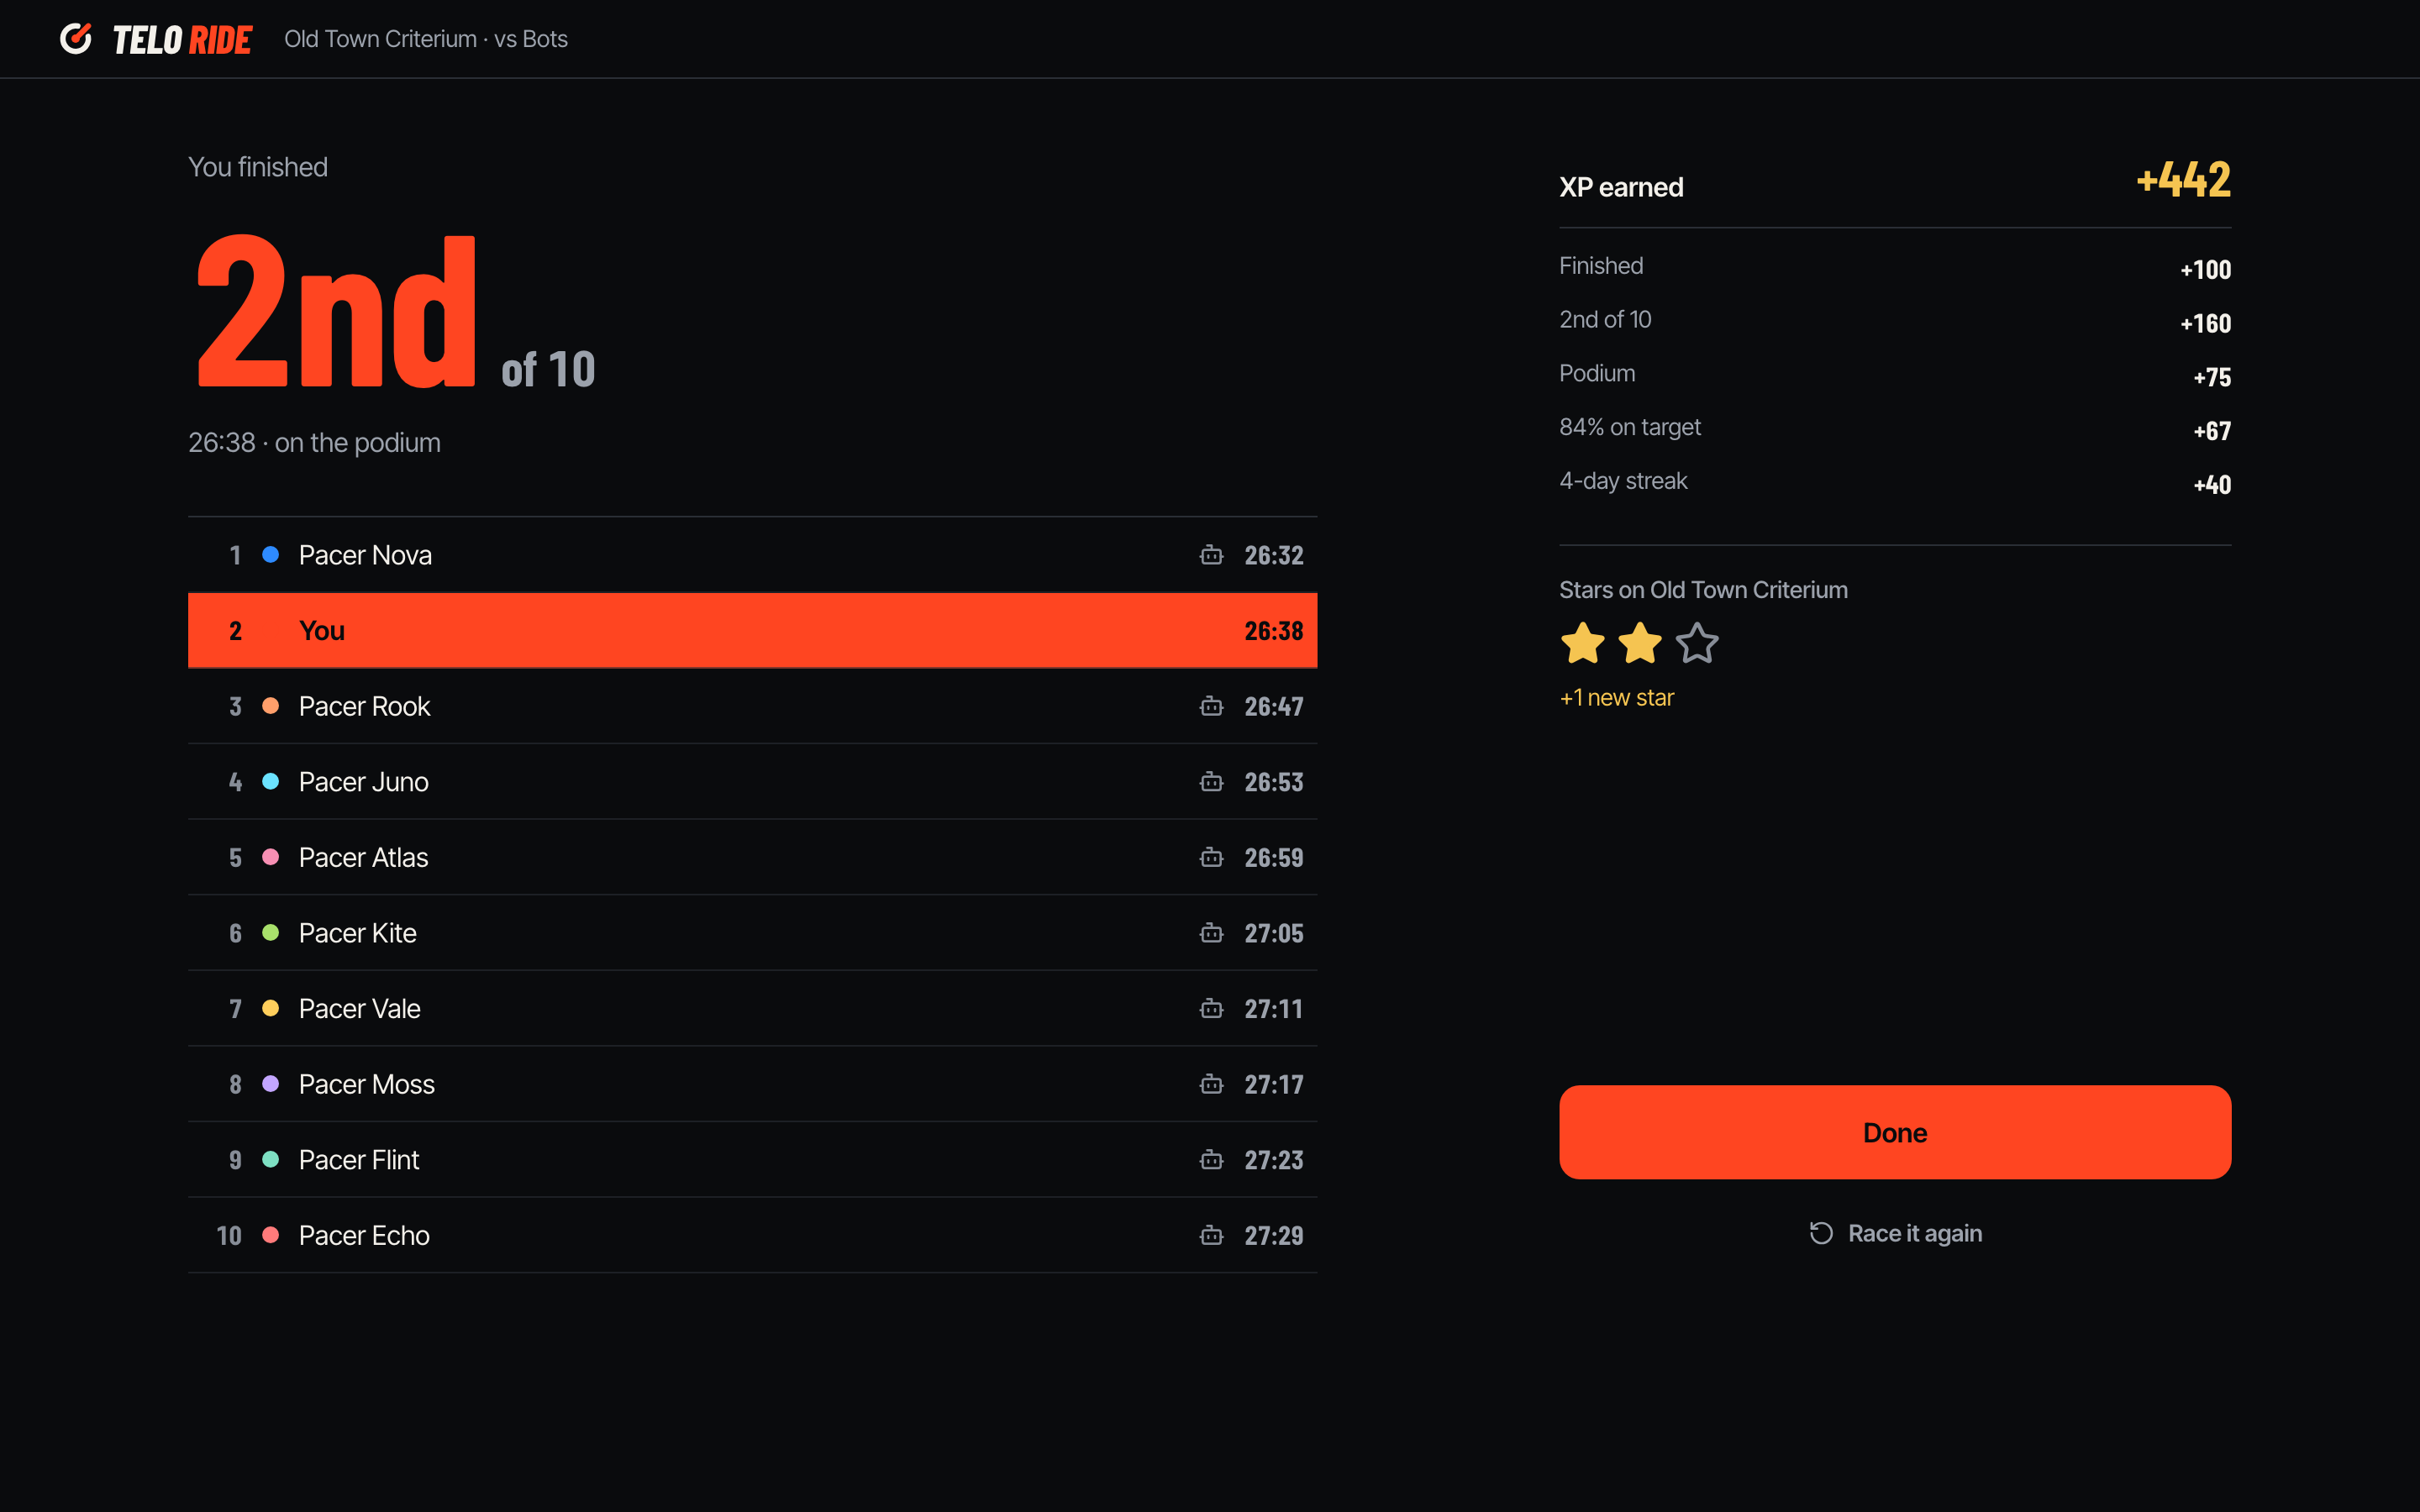 TELO RIDE
Old Town Criterium · vs Bots
You finished
2nd of 10
26:38 · on the podium
1 Pacer Nova 26:32
2 You 26:38
3 Pacer Rook 26:47
4 Pacer Juno 26:53
5 Pacer Atlas 26:59
6 Pacer Kite 27:05
7 Pacer Vale 27:11
8 Pacer Moss 27:17
9 Pacer Flint 27:23
10 Pacer Echo 27:29
XP earned +442
Finished +100
2nd of 10 +160
Podium +75
84% on target +67
4-day streak +40
Stars on Old Town Criterium
+1 new star
Done
Race it again